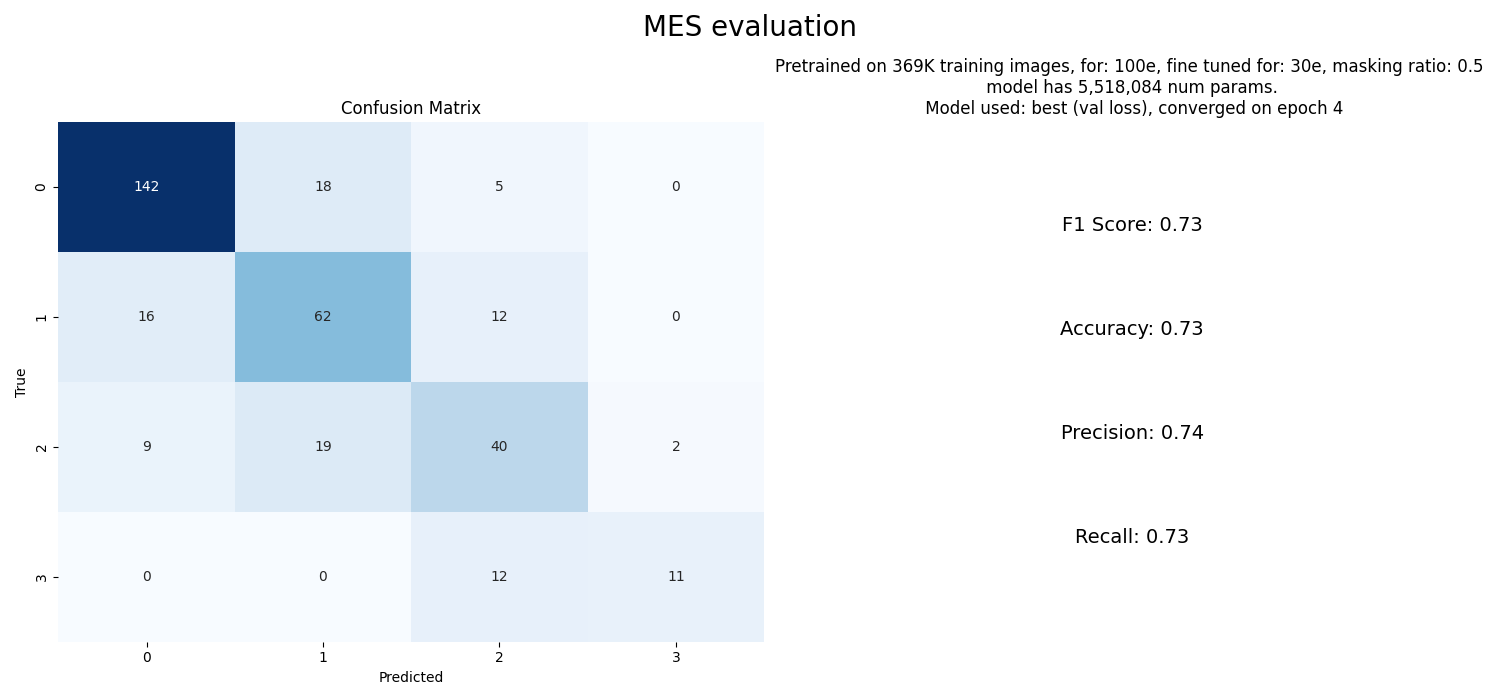 MES evaluation
Pretrained on 369K training images, for: 100e, fine tuned for: 30e, masking ratio: 0.5
model has 5,518,084 num params.
Model used: best (val loss), converged on epoch 4
Confusion Matrix
0 142 18 5 0
1 16 62 12 0
2 9 19 40 2
3 0 0 12 11
True
0 1 2 3
Predicted
F1 Score: 0.73
Accuracy: 0.73
Precision: 0.74
Recall: 0.73